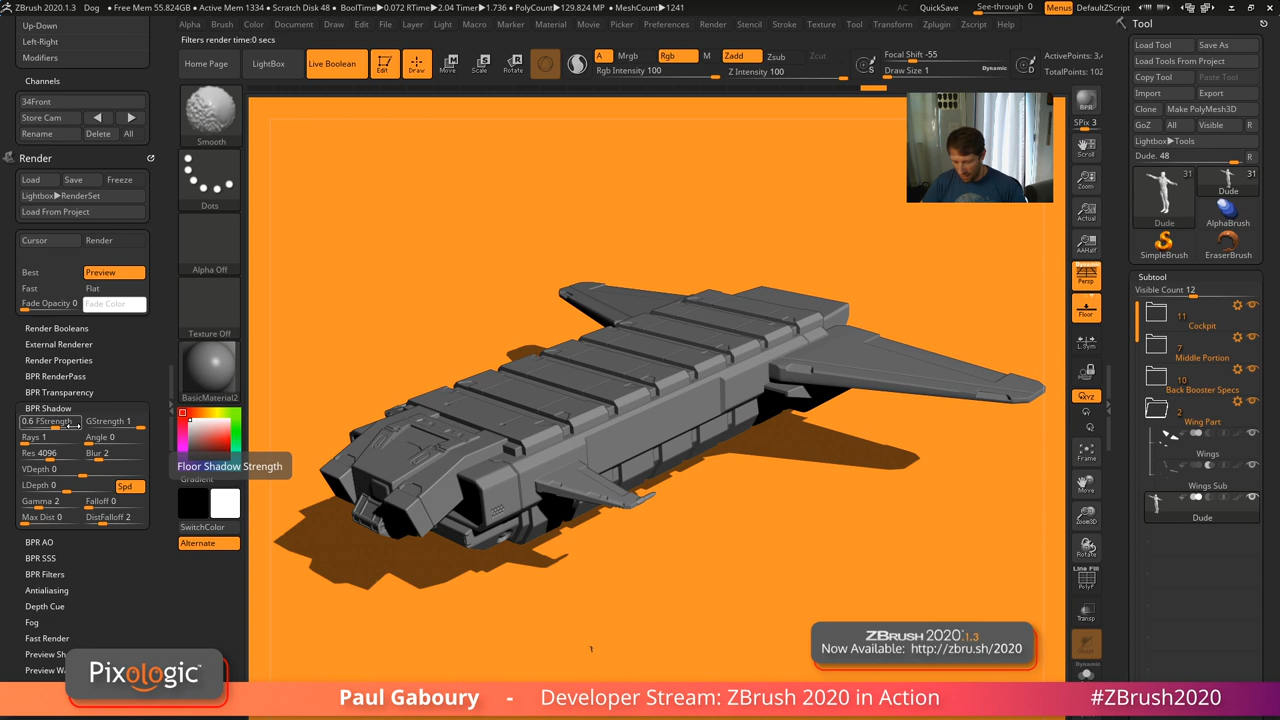 ZBrush 2020.1.3 Dog • Free Mem 55.824GB • Active Mem 1334 • Scratch Disk 48 • BoolTime▶0.072 RTime▶2.04 Timer▶1.736 • PolyCount▶129.824 MP • MeshCount▶1241 AC QuickSave See-through 0 Menus DefaultZScript
Alpha Brush Color Document Draw Edit File Layer Light Macro Marker Material Movie Picker Preferences Render Stencil Stroke Texture Tool Transform Zplugin Zscript Help
Filters render time:0 secs
Up-Down
Left-Right
Modifiers
Channels
34Front
Store Cam
Rename Delete All
Render
Load Save Freeze
Lightbox▶RenderSet
Load From Project
Cursor Render
Best Preview
Fast Flat
Fade Opacity 0 Fade Color
Render Booleans
External Renderer
Render Properties
BPR RenderPass
BPR Transparency
BPR Shadow
0.6 FStrength GStrength 1
Rays 1 Angle 0
Res 4096 Blur 2
VDepth 0
LDepth 0 Spd
Gamma 2 Falloff 0
Max Dist 0 DistFalloff 2
BPR AO
BPR SSS
BPR Filters
Antialiasing
Depth Cue
Fog
Fast Render
Preview Sh
Preview Wa
Home Page LightBox Live Boolean Edit Draw Move Scale Rotate
A Mrgb Rgb M Zadd Zsub Zcut
Rgb Intensity 100 Z Intensity 100
Focal Shift -55
Draw Size 1 Dynamic
S
D
ActivePoints: 3,4
TotalPoints: 102
Smooth
Dots
Alpha Off
Texture Off
BasicMaterial2
Floor Shadow Strength
Gradient
SwitchColor
Alternate
BPR
SPix 3
Scroll
Zoom
Actual
AAHalf
Dynamic
Persp
Floor
L.Sym
XYZ
Frame
Move
Zoom3D
Rotate
Line Fill
PolyF
Transp
Ghost
Dynamic
Tool
Load Tool Save As
Load Tools From Project
Copy Tool Paste Tool
Import Export
Clone Make PolyMesh3D
GoZ All Visible R
Lightbox▶Tools
Dude. 48 R
31
31
Dude
Dude AlphaBrush
SimpleBrush EraserBrush
Subtool
Visible Count 12
11
Cockpit
7
Middle Portion
10
Back Booster Specs
2
Wing Part
Wings
Wings Sub
Dude
ZBRUSH 2020.1.3
Now Available: http://zbru.sh/2020
Pixologic™
Paul Gaboury - Developer Stream: ZBrush 2020 in Action #ZBrush2020